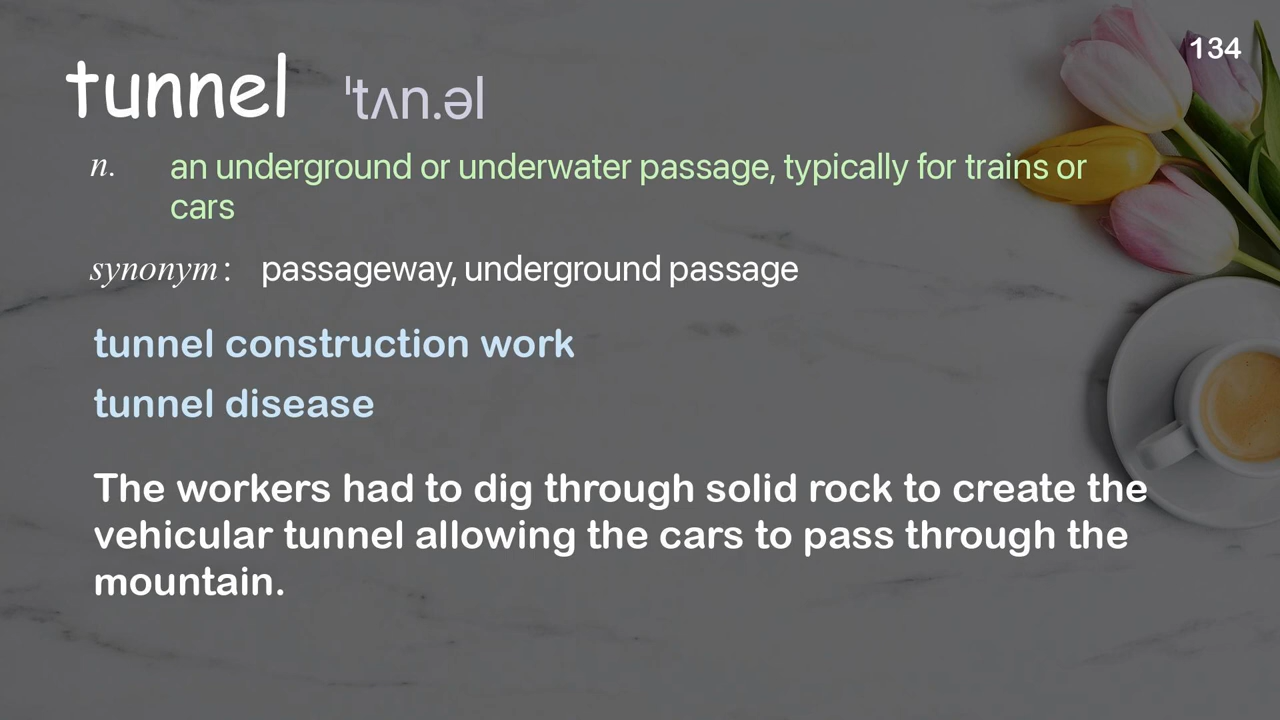 134
tunnel ˈtʌn.əl
n. an underground or underwater passage, typically for trains or
cars
synonym: passageway, underground passage
tunnel construction work
tunnel disease
The workers had to dig through solid rock to create the
vehicular tunnel allowing the cars to pass through the
mountain.